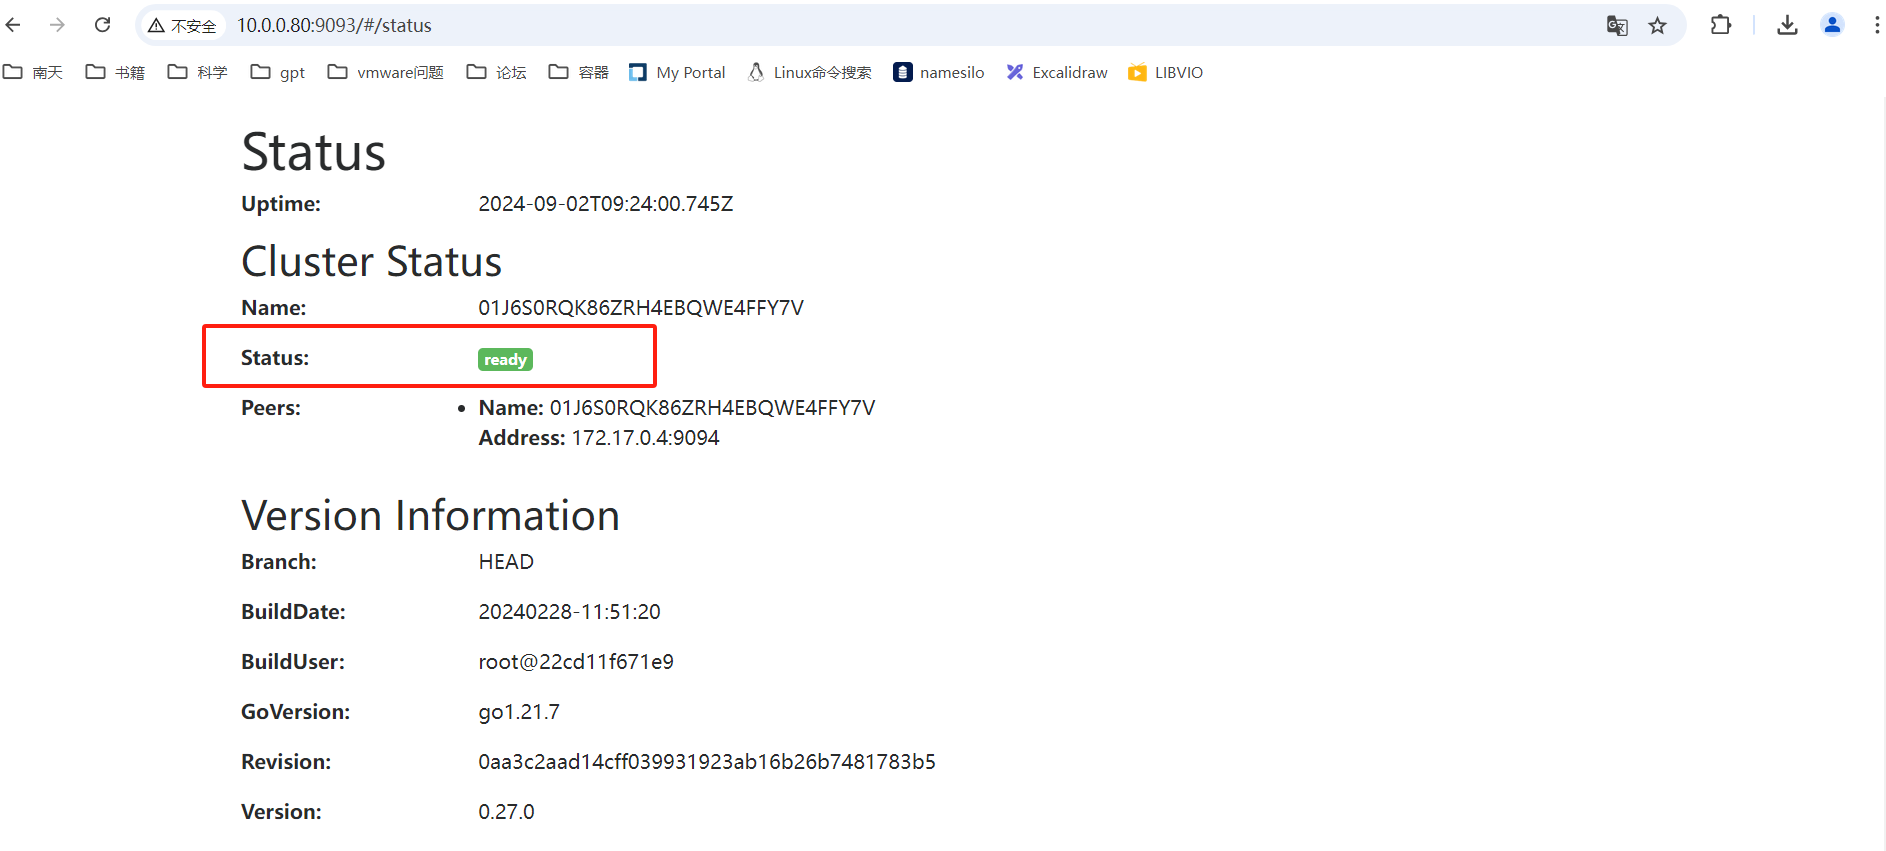 不安全 10.0.0.80:9093/#/status
南天 书籍 科学 gpt vmware问题 论坛 容器 My Portal Linux命令搜索 namesilo Excalidraw LIBVIO
Status
Uptime: 2024-09-02T09:24:00.745Z
Cluster Status
Name: 01J6S0RQK86ZRH4EBQWE4FFY7V
Status: ready
Peers: • Name: 01J6S0RQK86ZRH4EBQWE4FFY7V
Address: 172.17.0.4:9094
Version Information
Branch: HEAD
BuildDate: 20240228-11:51:20
BuildUser: root@22cd11f671e9
GoVersion: go1.21.7
Revision: 0aa3c2aad14cff039931923ab16b26b7481783b5
Version: 0.27.0